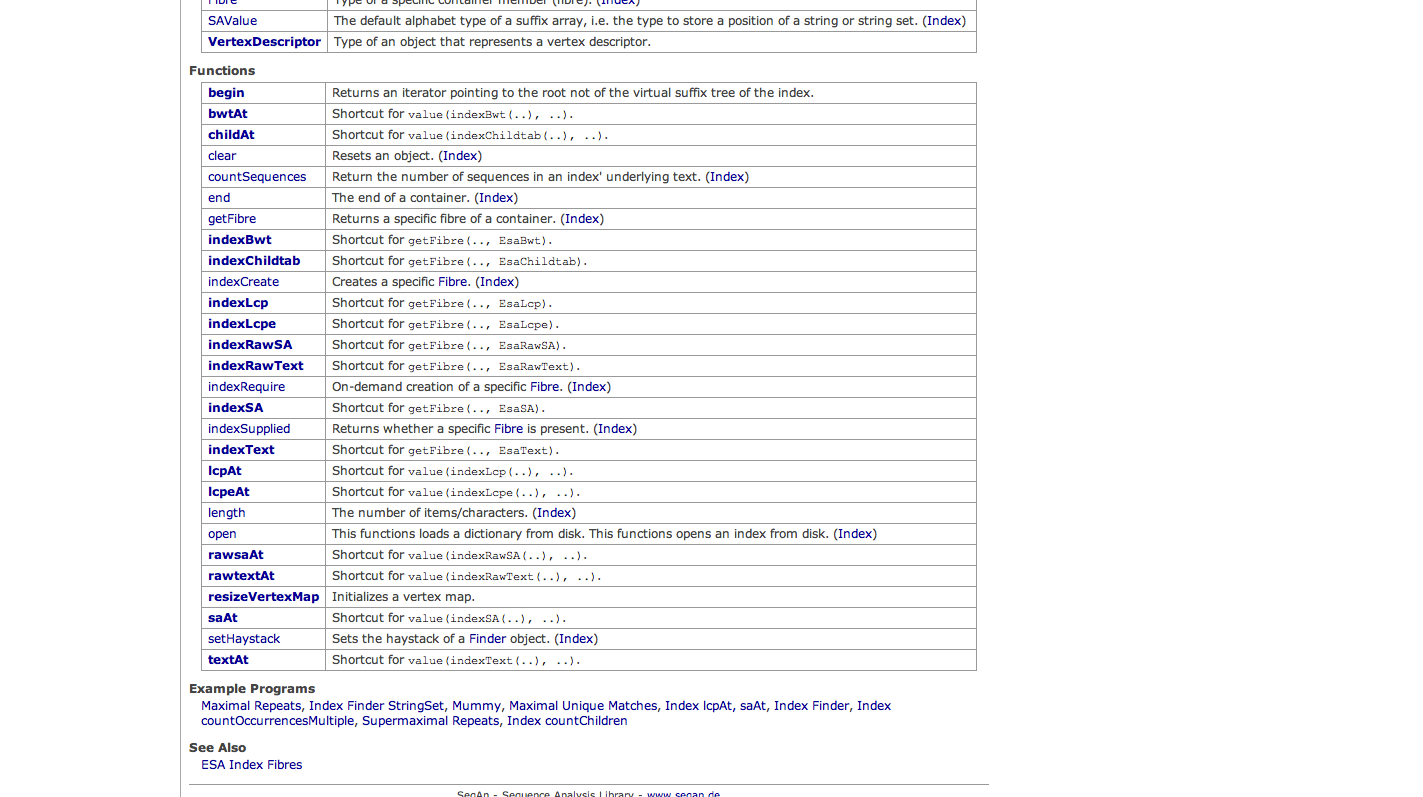 Fibre Type of a specific container member (fibre). (Index)
SAValue The default alphabet type of a suffix array, i.e. the type to store a position of a string or string set. (Index)
VertexDescriptor Type of an object that represents a vertex descriptor.
Functions
begin Returns an iterator pointing to the root not of the virtual suffix tree of the index.
bwtAt Shortcut for value(indexBwt(..), ..).
childAt Shortcut for value(indexChildtab(..), ..).
clear Resets an object. (Index)
countSequences Return the number of sequences in an index' underlying text. (Index)
end The end of a container. (Index)
getFibre Returns a specific fibre of a container. (Index)
indexBwt Shortcut for getFibre(.., EsaBwt).
indexChildtab Shortcut for getFibre(.., EsaChildtab).
indexCreate Creates a specific Fibre. (Index)
indexLcp Shortcut for getFibre(.., EsaLcp).
indexLcpe Shortcut for getFibre(.., EsaLcpe).
indexRawSA Shortcut for getFibre(.., EsaRawSA).
indexRawText Shortcut for getFibre(.., EsaRawText).
indexRequire On-demand creation of a specific Fibre. (Index)
indexSA Shortcut for getFibre(.., EsaSA).
indexSupplied Returns whether a specific Fibre is present. (Index)
indexText Shortcut for getFibre(.., EsaText).
lcpAt Shortcut for value(indexLcp(..), ..).
lcpeAt Shortcut for value(indexLcpe(..), ..).
length The number of items/characters. (Index)
open This functions loads a dictionary from disk. This functions opens an index from disk. (Index)
rawsaAt Shortcut for value(indexRawSA(..), ..).
rawtextAt Shortcut for value(indexRawText(..), ..).
resizeVertexMap Initializes a vertex map.
saAt Shortcut for value(indexSA(..), ..).
setHaystack Sets the haystack of a Finder object. (Index)
textAt Shortcut for value(indexText(..), ..).
Example Programs
Maximal Repeats, Index Finder StringSet, Mummy, Maximal Unique Matches, Index lcpAt, saAt, Index Finder, Index
countOccurrencesMultiple, Supermaximal Repeats, Index countChildren
See Also
ESA Index Fibres
SeqAn - Sequence Analysis Library - www.seqan.de